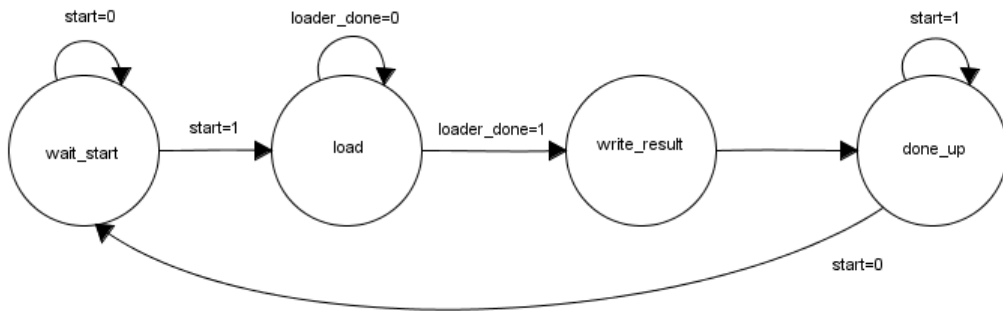 start=0
loader_done=0
start=1
start=1
loader_done=1
wait_start
load
write_result
done_up
start=0